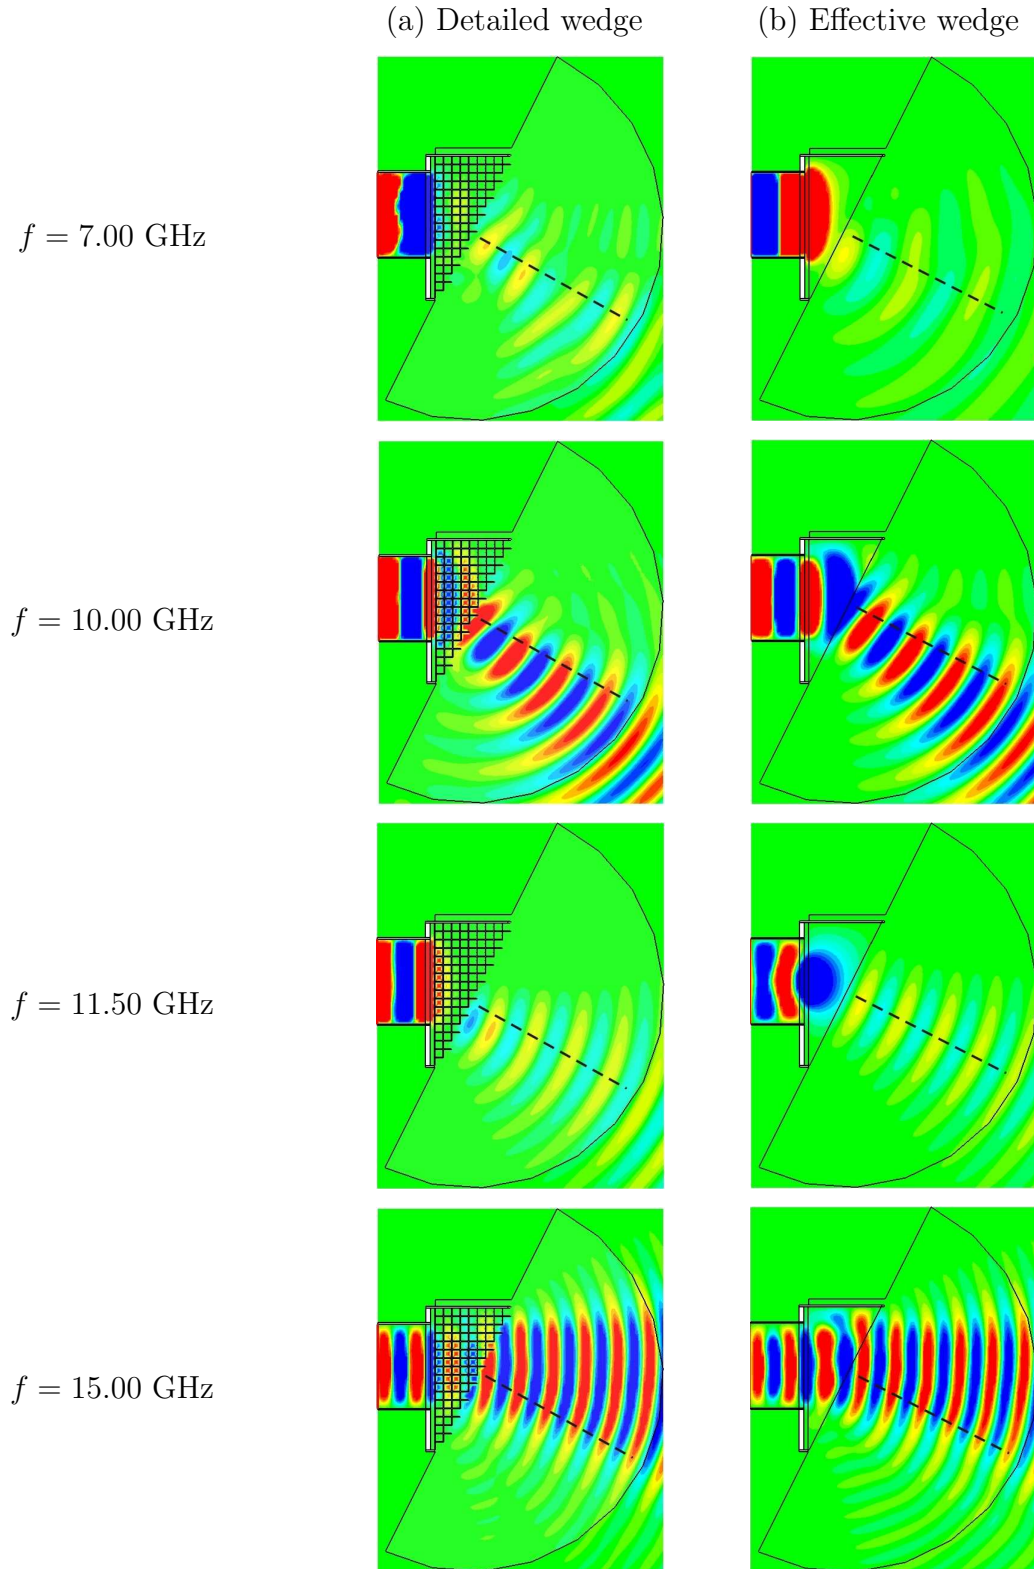 (a) Detailed wedge (b) Effective wedge
f = 7.00 GHz
f = 10.00 GHz
f = 11.50 GHz
f = 15.00 GHz